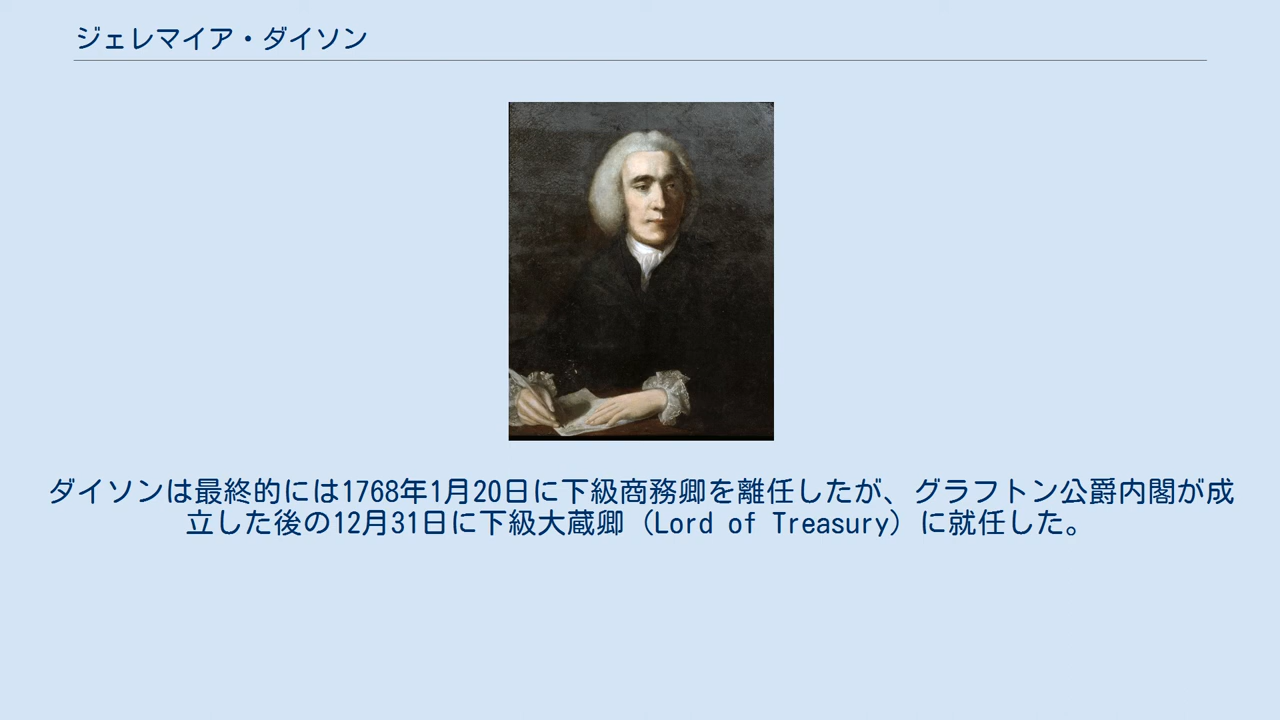 ジェレマイア・ダイソン
ダイソンは最終的には1768年1月20日に下級商務卿を離任したが、グラフトン公爵内閣が成
立した後の12月31日に下級大蔵卿（Lord of Treasury）に就任した。